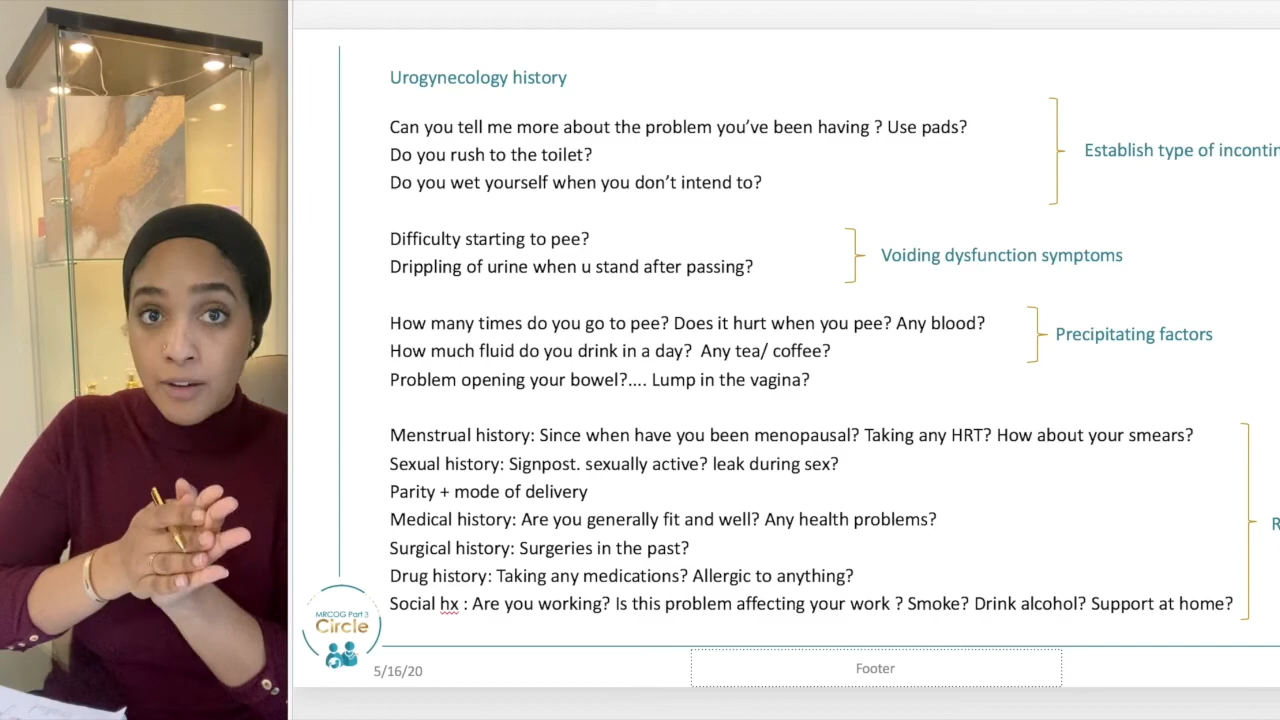 Urogynecology history
Can you tell me more about the problem you've been having ? Use pads?
Do you rush to the toilet?
Do you wet yourself when you don't intend to?
Establish type of incontin
Difficulty starting to pee?
Drippling of urine when u stand after passing?
Voiding dysfunction symptoms
How many times do you go to pee? Does it hurt when you pee? Any blood?
How much fluid do you drink in a day? Any tea/ coffee?
Precipitating factors
Problem opening your bowel?.... Lump in the vagina?
Menstrual history: Since when have you been menopausal? Taking any HRT? How about your smears?
Sexual history: Signpost. sexually active? leak during sex?
Parity + mode of delivery
Medical history: Are you generally fit and well? Any health problems?
R
Surgical history: Surgeries in the past?
Drug history: Taking any medications? Allergic to anything?
Social hx : Are you working? Is this problem affecting your work ? Smoke? Drink alcohol? Support at home?
MRCOG Part 3
Circle
5/16/20
Footer